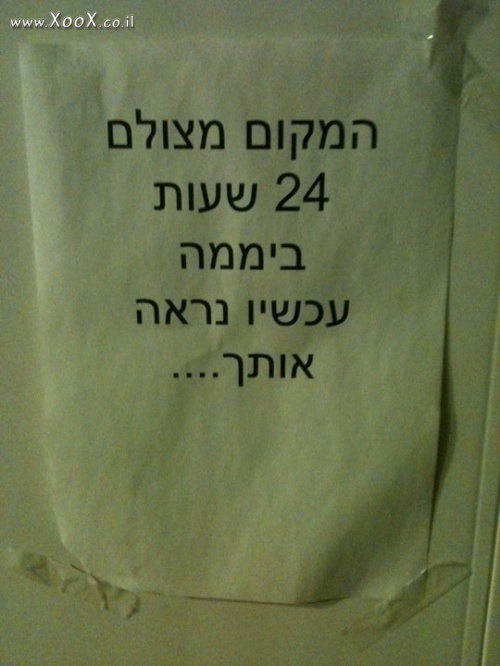 www.XooX.co.il
המקום מצולם
24 שעות
ביממה
עכשיו נראה
אותך....